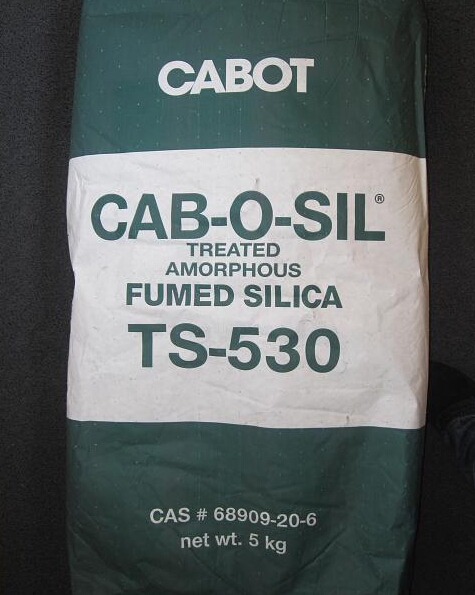 CABOT
CAB-O-SIL®
TREATED
AMORPHOUS
FUMED SILICA
TS-530
CAS # 68909-20-6
net wt. 5 kg